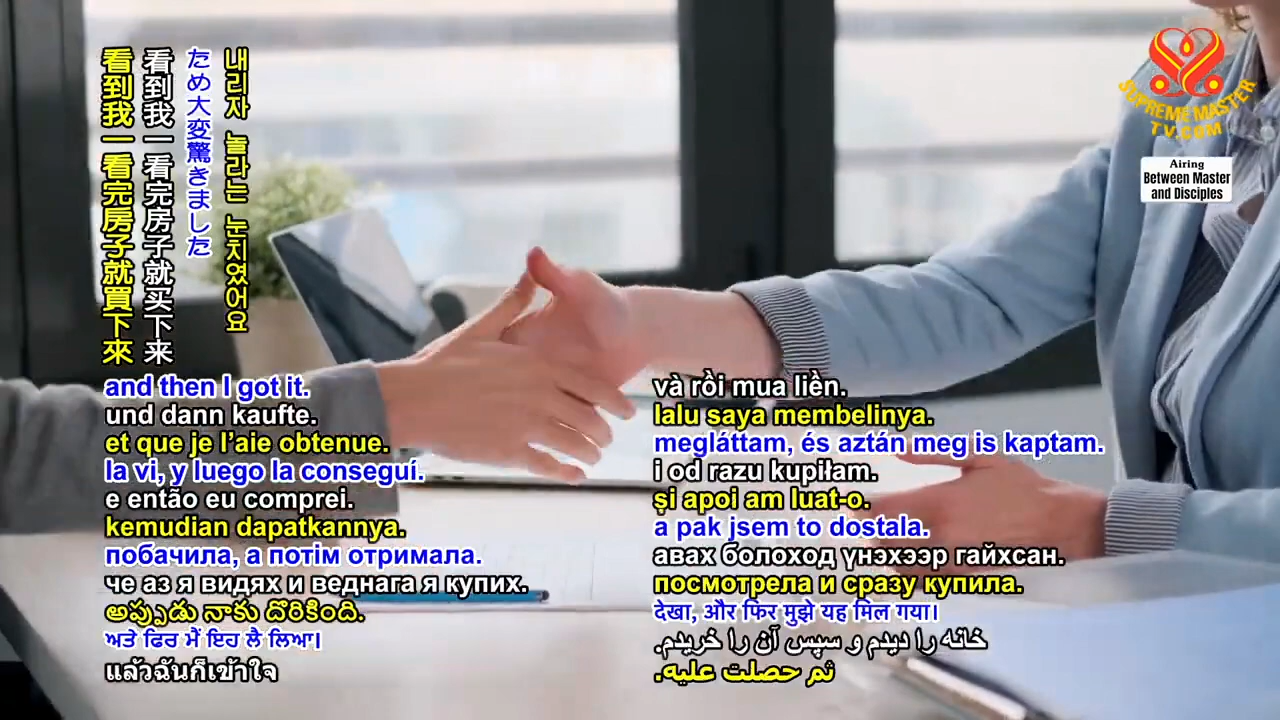 看到我一看完房子就買下來
看到我一看完房子就买下来
ため大変驚きました
내리자 놀라는 눈치였어요
SUPREME MASTER
TV.COM
Airing
Between Master
and Disciples
and then I got it.
und dann kaufte.
et que je l’aie obtenue.
la vi, y luego la conseguí.
e então eu comprei.
kemudian dapatkannya.
побачила, а потім отримала.
че аз я видях и веднага я купих.
అప్పుడు నాకు దొరికింది.
ਅਤੇ ਫਿਰ ਮੈਂ ਇਹ ਲੈ ਲਿਆ।
แล้วฉันก็เข้าใจ
và rồi mua liền.
lalu saya membelinya.
megláttam, és aztán meg is kaptam.
i od razu kupiłam.
și apoi am luat-o.
a pak jsem to dostala.
авах болоход үнэхээр гайхсан.
посмотрела и сразу купила.
देखा, और फिर मुझे यह मिल गया।
خانه را دیدم و سپس آن را خریدم.
ثم حصلت عليه.